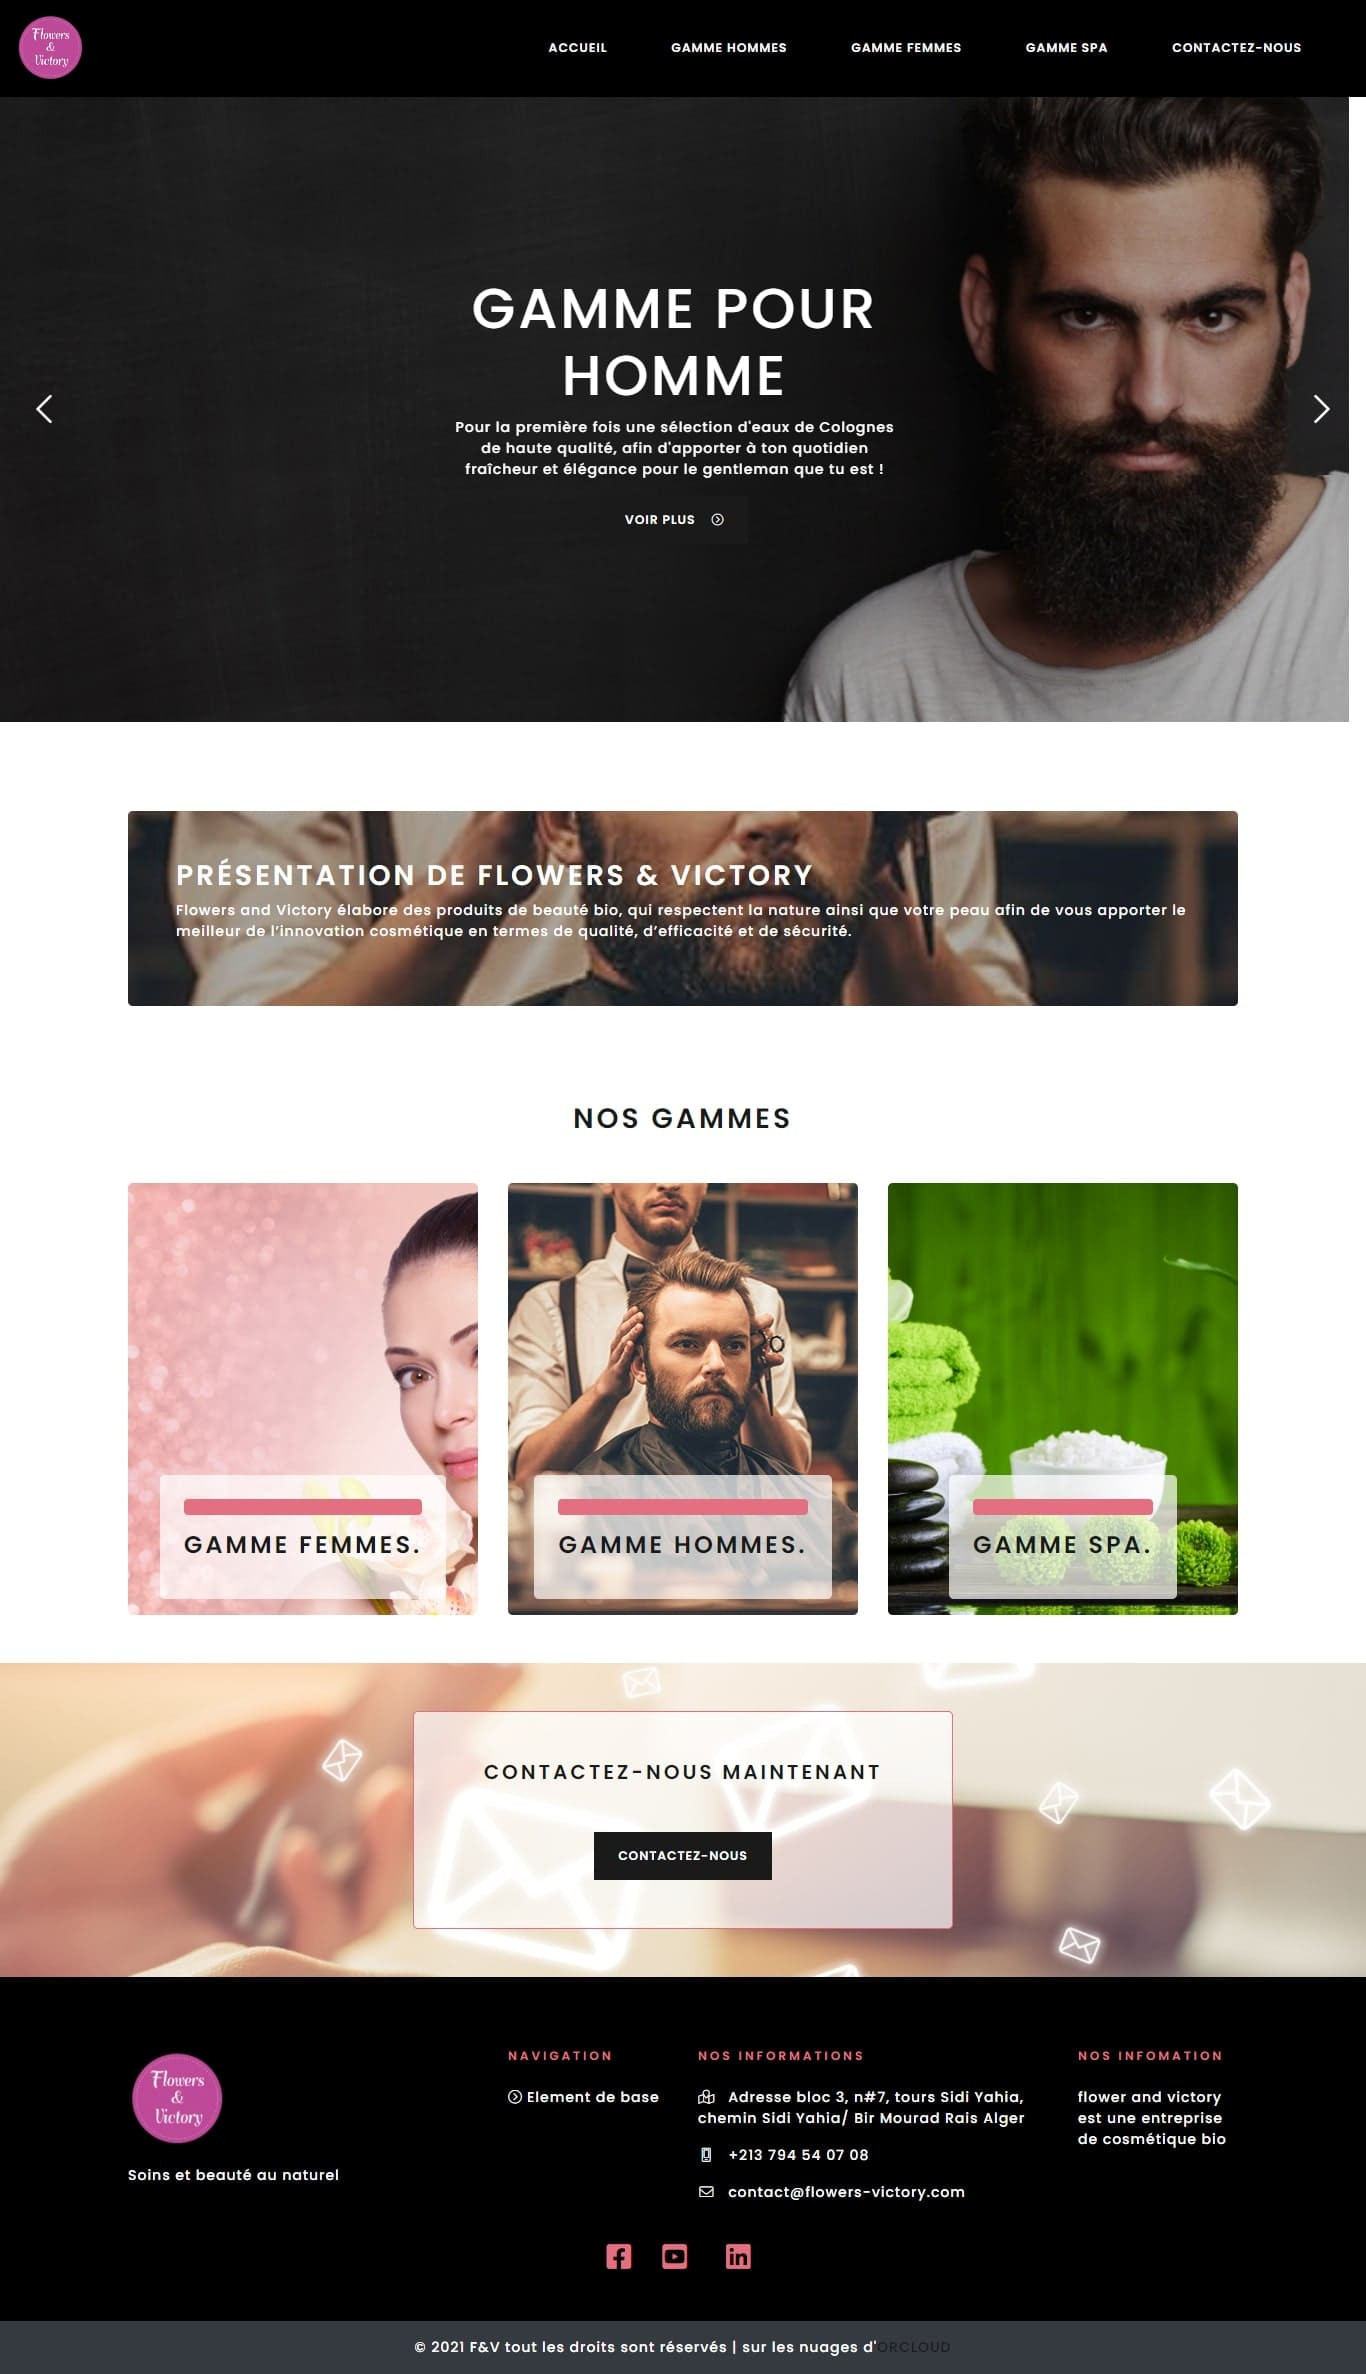 Flowers
&
Victory
ACCUEIL GAMME HOMMES GAMME FEMMES GAMME SPA CONTACTEZ-NOUS
GAMME POUR
HOMME
Pour la première fois une sélection d'eaux de Colognes
de haute qualité, afin d'apporter à ton quotidien
fraîcheur et élégance pour le gentleman que tu est !
VOIR PLUS
PRÉSENTATION DE FLOWERS & VICTORY
Flowers and Victory élabore des produits de beauté bio, qui respectent la nature ainsi que votre peau afin de vous apporter le
meilleur de l’innovation cosmétique en termes de qualité, d’efficacité et de sécurité.
NOS GAMMES
GAMME FEMMES.
GAMME HOMMES.
GAMME SPA.
CONTACTEZ-NOUS MAINTENANT
CONTACTEZ-NOUS
Flowers
&
Victory
Soins et beauté au naturel
NAVIGATION
Element de base
NOS INFORMATIONS
Adresse bloc 3, n#7, tours Sidi Yahia,
chemin Sidi Yahia/ Bir Mourad Rais Alger
+213 794 54 07 08
contact@flowers-victory.com
NOS INFOMATION
flower and victory
est une entreprise
de cosmétique bio
© 2021 F&V tout les droits sont réservés | sur les nuages d'ORCLOUD